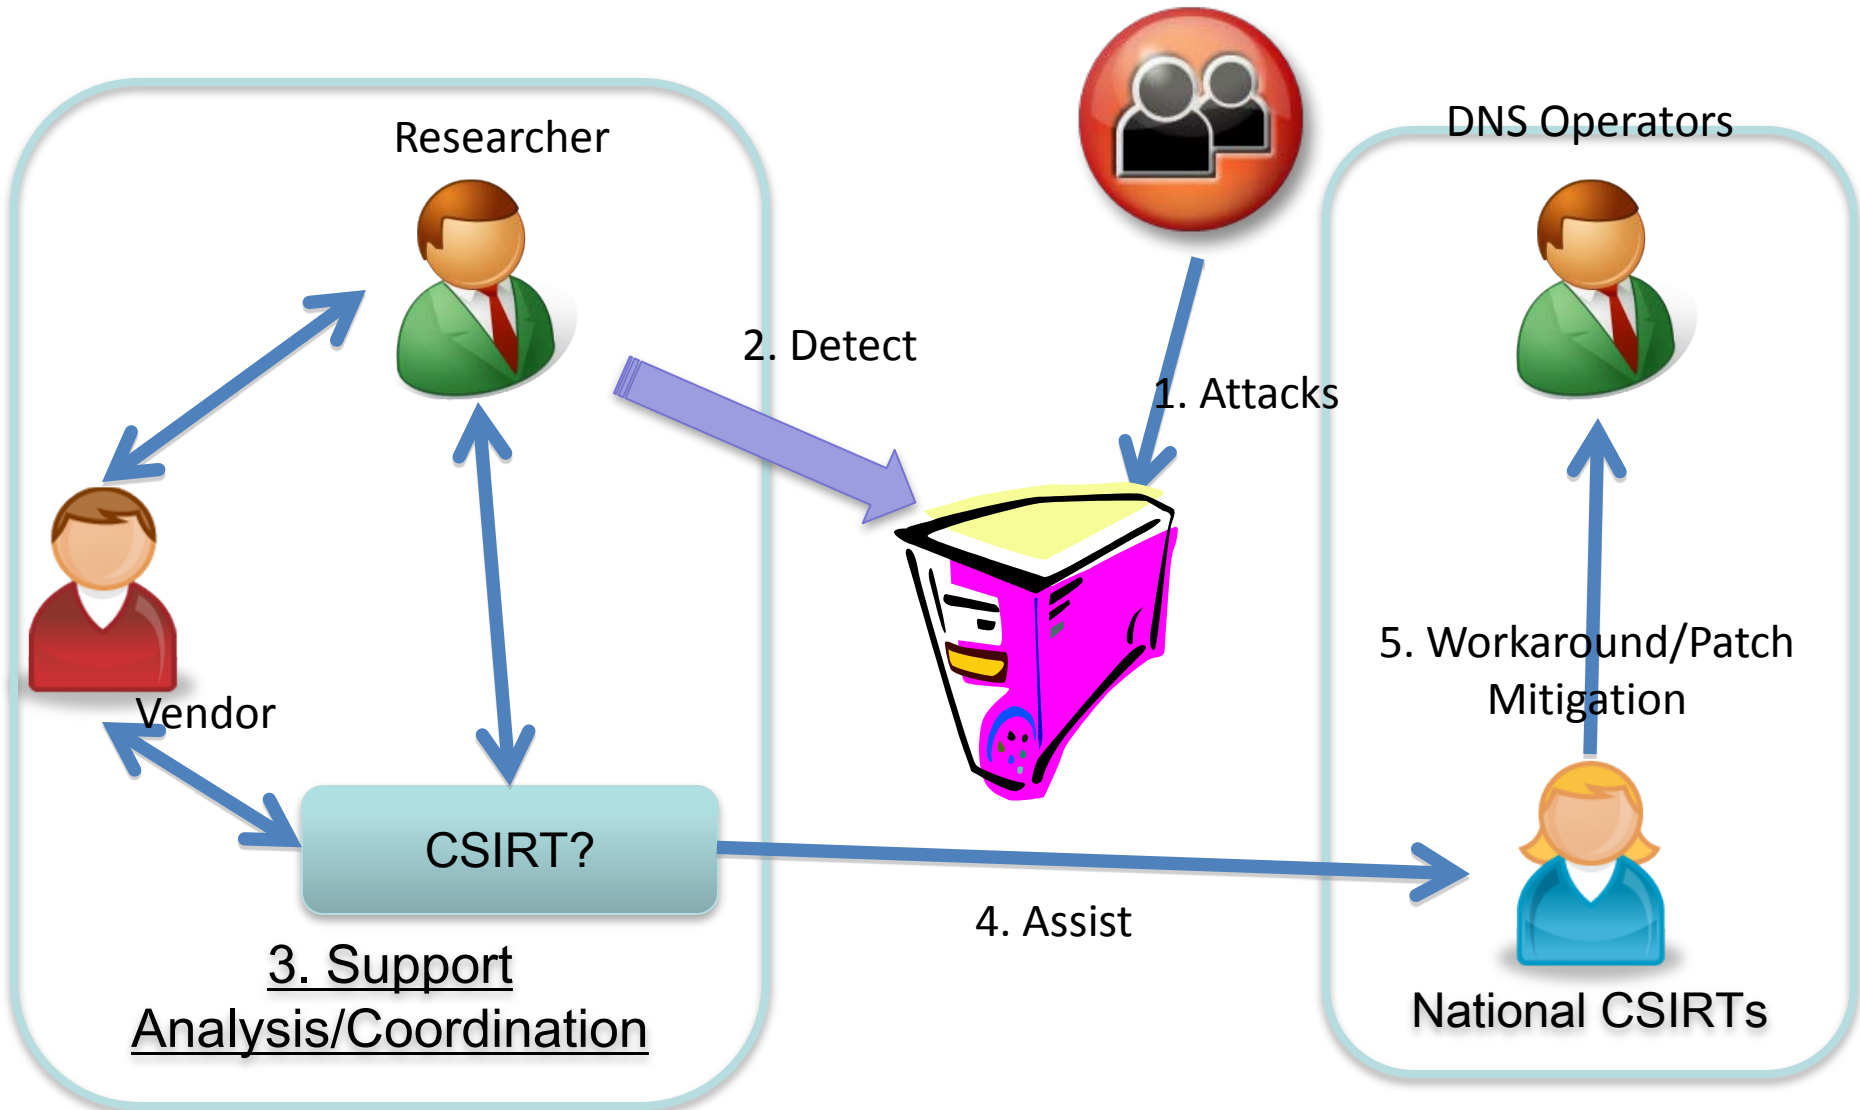 Researcher
DNS Operators
2. Detect
1. Attacks
5. Workaround/Patch
Mitigation
Vendor
CSIRT?
4. Assist
3. Support
Analysis/Coordination
National CSIRTs